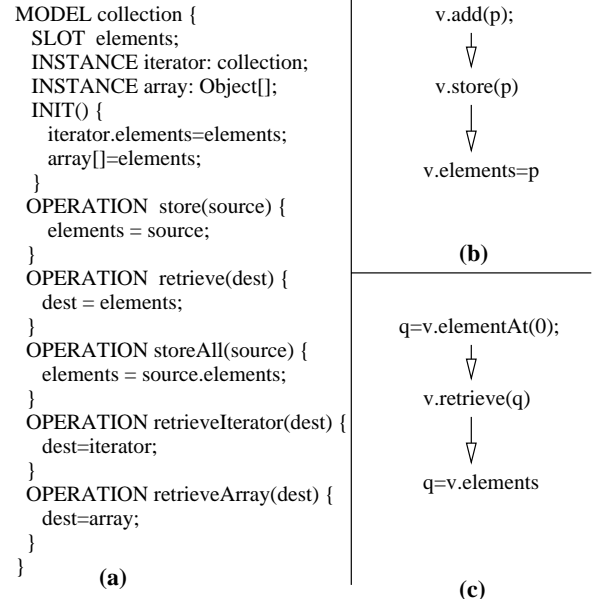 MODEL collection {
SLOT elements;
INSTANCE iterator: collection;
INSTANCE array: Object[];
INIT() {
iterator.elements=elements;
array[]=elements;
}
OPERATION store(source) {
elements = source;
}
OPERATION retrieve(dest) {
dest = elements;
}
OPERATION storeAll(source) {
elements = source.elements;
}
OPERATION retrieveIterator(dest) {
dest=iterator;
}
OPERATION retrieveArray(dest) {
dest=array;
}
}
(a)
v.add(p);
v.store(p)
v.elements=p
(b)
q=v.elementAt(0);
v.retrieve(q)
q=v.elements
(c)